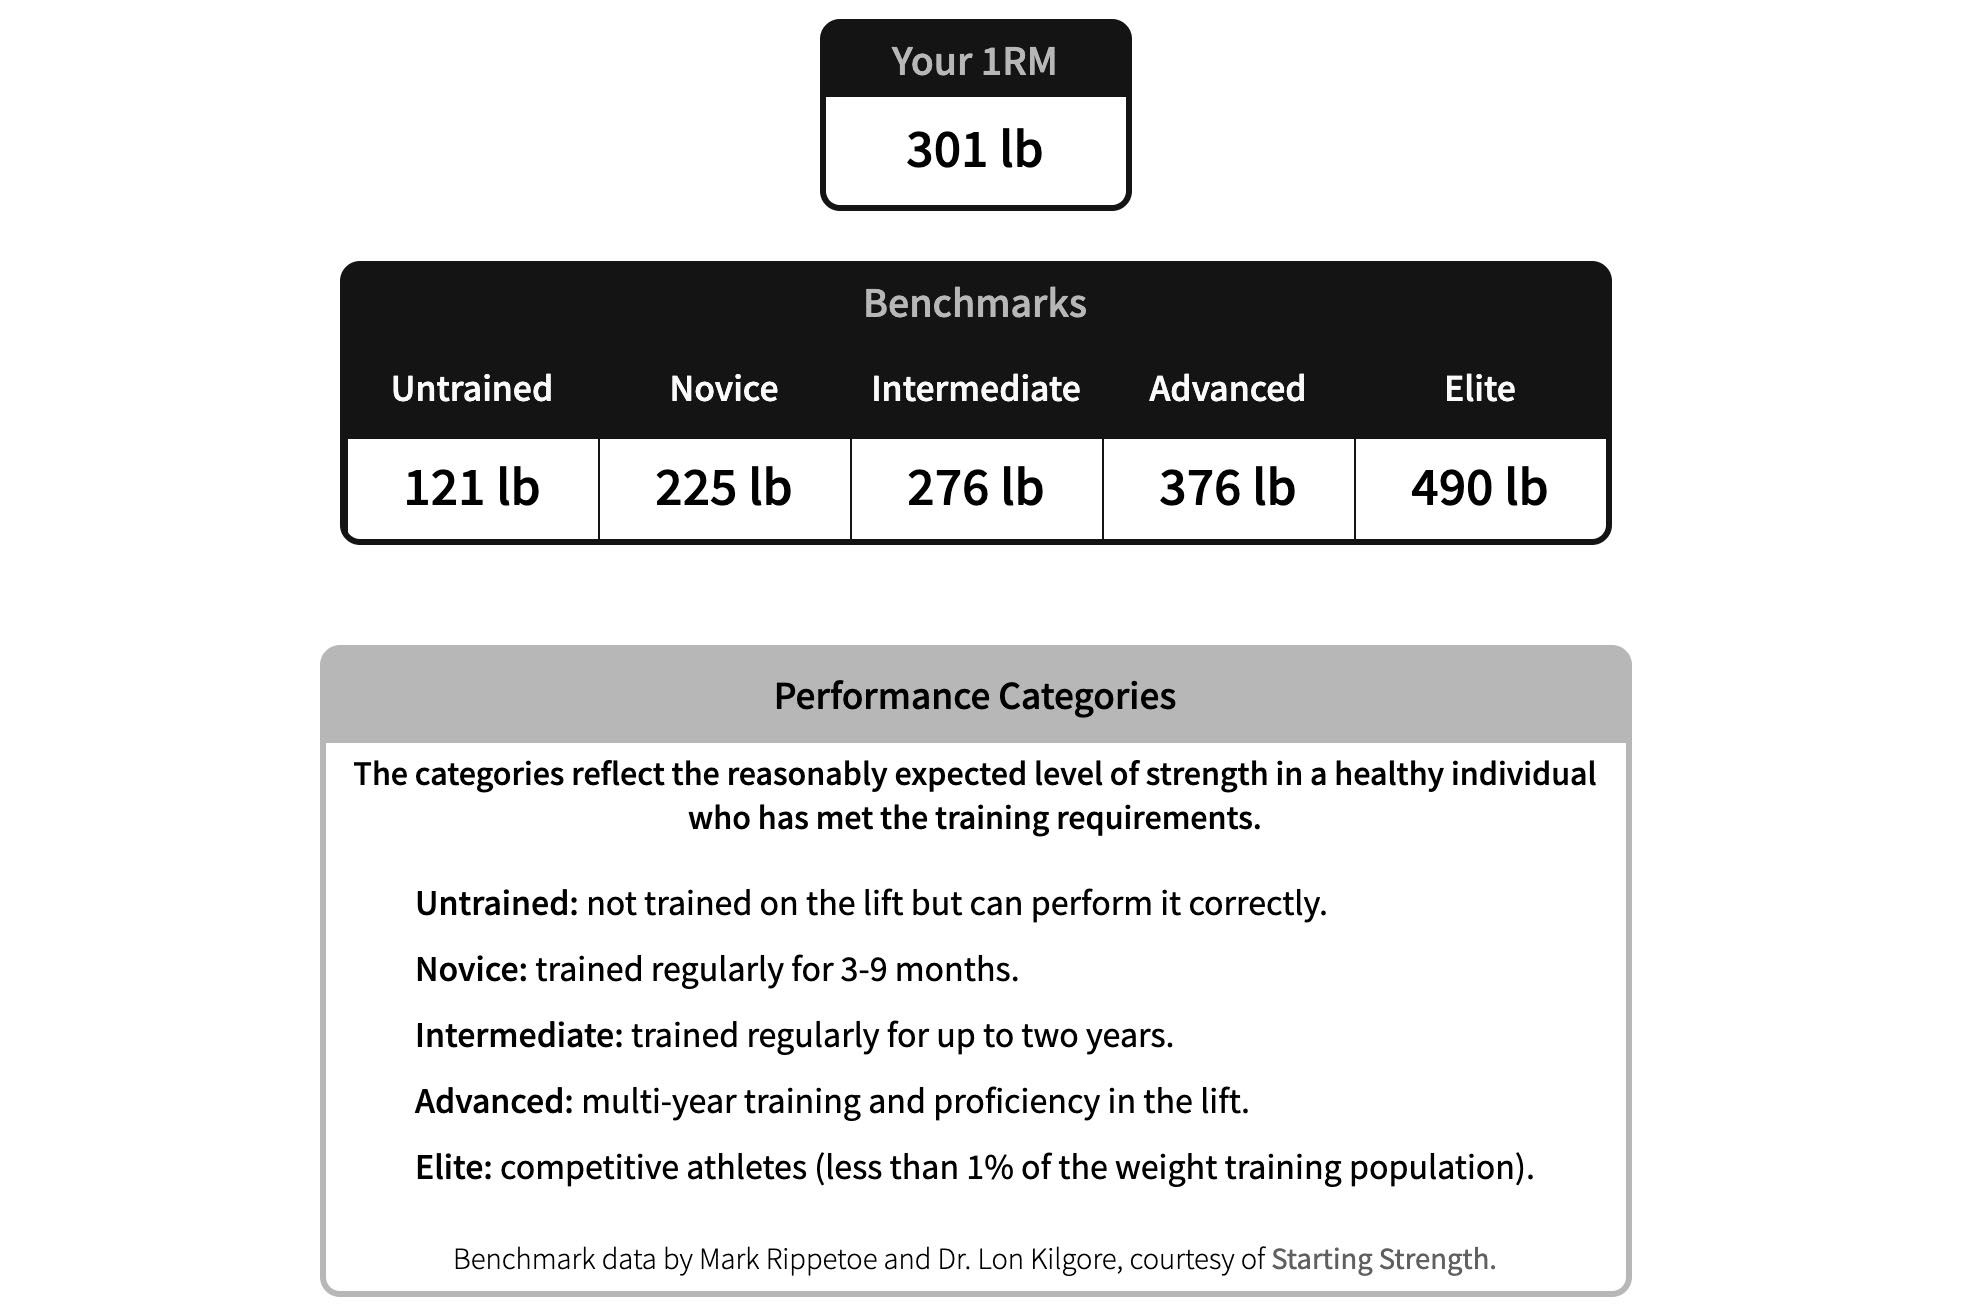 Your 1RM
301 lb
Benchmarks
Untrained Novice Intermediate Advanced Elite
121 lb 225 lb 276 lb 376 lb 490 lb
Performance Categories
The categories reflect the reasonably expected level of strength in a healthy individual
who has met the training requirements.
Untrained: not trained on the lift but can perform it correctly.
Novice: trained regularly for 3-9 months.
Intermediate: trained regularly for up to two years.
Advanced: multi-year training and proficiency in the lift.
Elite: competitive athletes (less than 1% of the weight training population).
Benchmark data by Mark Rippetoe and Dr. Lon Kilgore, courtesy of Starting Strength.